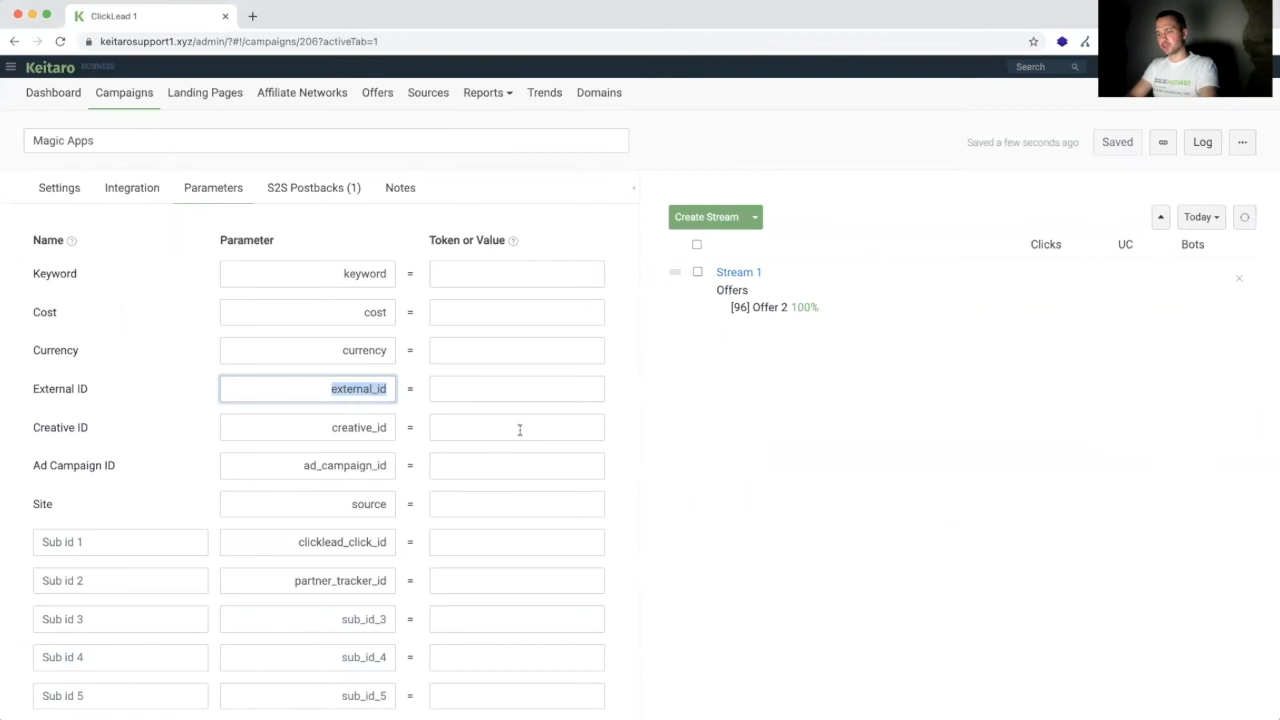 ClickLead 1
keitarosupport1.xyz/admin/?#!/campaigns/206?activeTab=1
Keitaro BUSINESS
Search
Dashboard Campaigns Landing Pages Affiliate Networks Offers Sources Reports Trends Domains
Magic Apps
Saved a few seconds ago Saved Log ...
Settings Integration Parameters S2S Postbacks (1) Notes
Create Stream Today
Name ? Parameter Token or Value ?
Clicks UC Bots
Keyword keyword =
Stream 1
Offers
[96] Offer 2 100%
Cost cost =
Currency currency =
External ID external_id =
Creative ID creative_id =
Ad Campaign ID ad_campaign_id =
Site source =
Sub id 1 clicklead_click_id =
Sub id 2 partner_tracker_id =
Sub id 3 sub_id_3 =
Sub id 4 sub_id_4 =
Sub id 5 sub_id_5 =